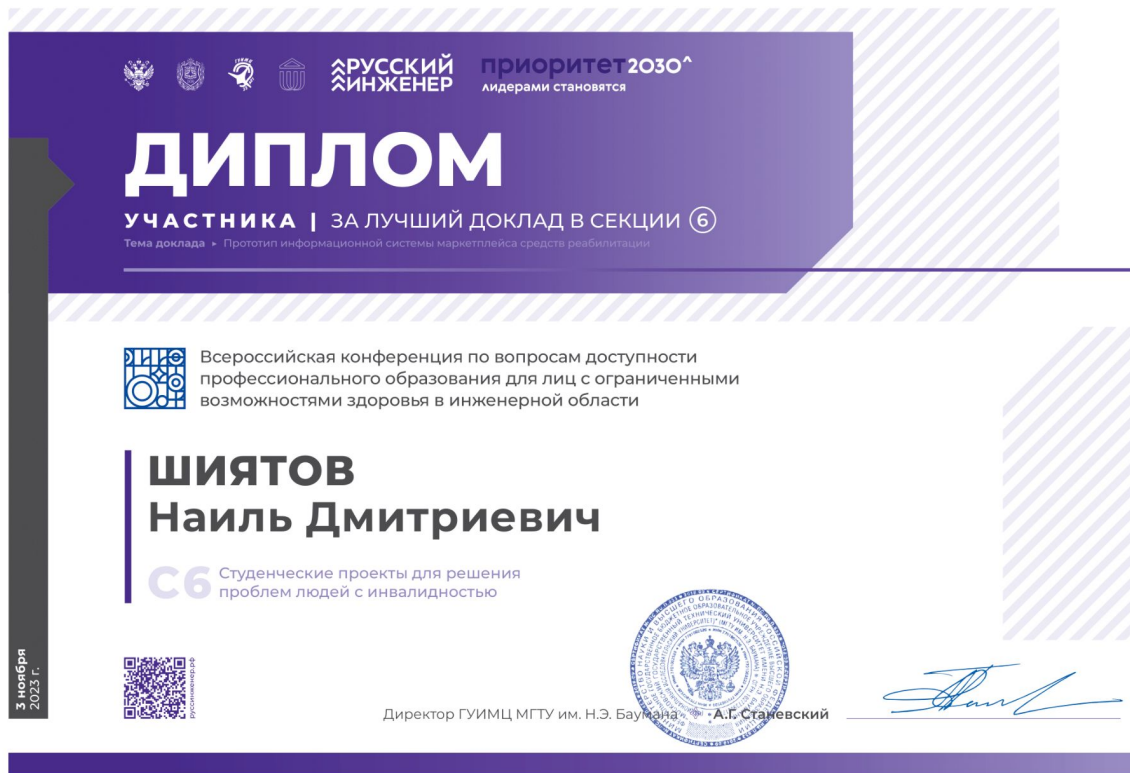 РУССКИЙ
ИНЖЕНЕР
приоритет2030^
лидерами становятся
ДИПЛОМ
УЧАСТНИКА | ЗА ЛУЧШИЙ ДОКЛАД В СЕКЦИИ 6
Тема доклада ▸ Прототип информационной системы маркетплейса средств реабилитации
Всероссийская конференция по вопросам доступности
профессионального образования для лиц с ограниченными
возможностями здоровья в инженерной области
ШИЯТОВ
Наиль Дмитриевич
С6
Студенческие проекты для решения
проблем людей с инвалидностью
3 ноября
2023 г.
руссинженер.рф
Директор ГУИМЦ МГТУ им. Н.Э. Баумана
А.Г. Станевский